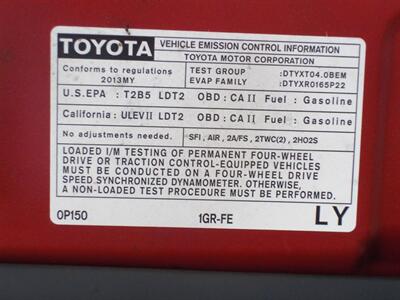 TOYOTA VEHICLE EMISSION CONTROL INFORMATION
TOYOTA MOTOR CORPORATION
Conforms to regulations TEST GROUP : DTYXT04.0BEM
2013MY EVAP FAMILY : DTYXR0165P22
U.S.EPA : T2B5 LDT2 OBD : CA II Fuel : Gasoline
California : ULEV II LDT2 OBD : CA II Fuel : Gasoline
No adjustments needed. SFI , AIR , 2A/FS , 2TWC(2) , 2HO2S
LOADED I/M TESTING OF PERMANENT FOUR-WHEEL
DRIVE OR TRACTION CONTROL-EQUIPPED VEHICLES
MUST BE CONDUCTED ON A FOUR-WHEEL DRIVE
SPEED SYNCHRONIZED DYNAMOMETER. OTHERWISE,
A NON-LOADED TEST PROCEDURE MUST BE PERFORMED.
0P150 1GR-FE LY